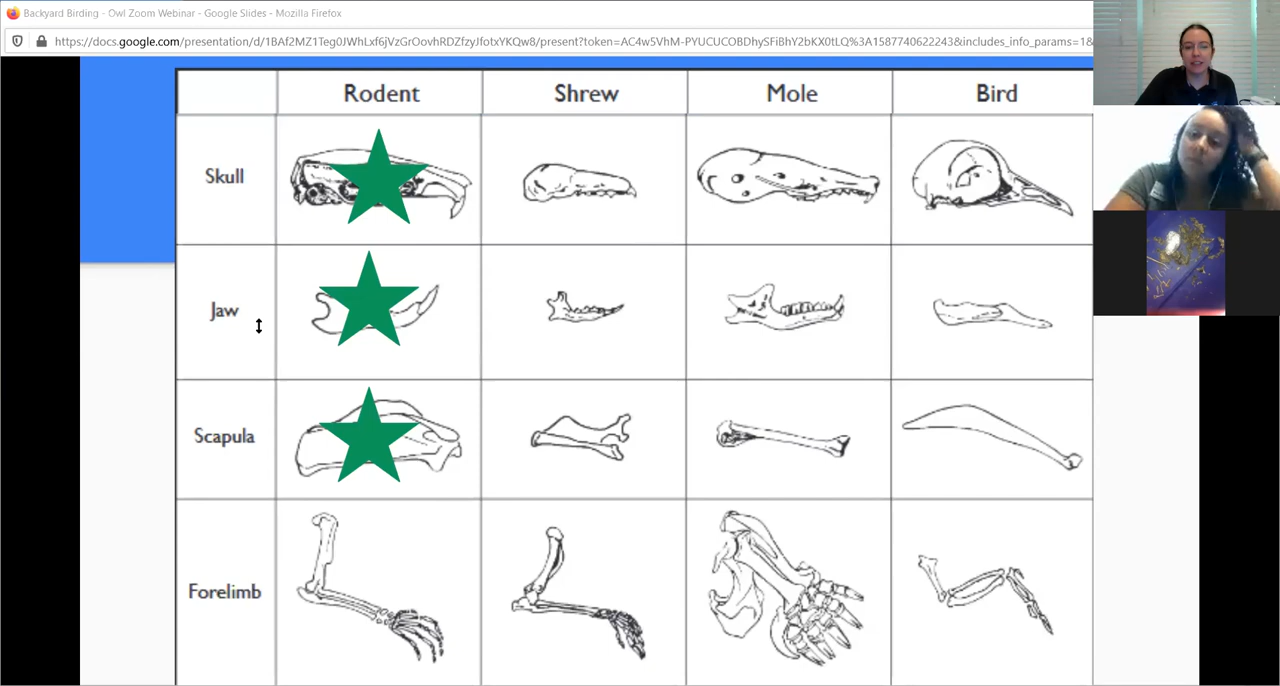 Backyard Birding - Owl Zoom Webinar - Google Slides - Mozilla Firefox
https://docs.google.com/presentation/d/1BAf2MZ1Teg0JWhLxf6jVzGrOovhRDZfzyJfotxYKQw8/present?token=AC4w5VhM-PYUCUCOBDhySFiBhY2bKX0tLQ%3A1587740622243&includes_info_params=1&
Rodent Shrew Mole Bird
Skull
Jaw
Scapula
Forelimb